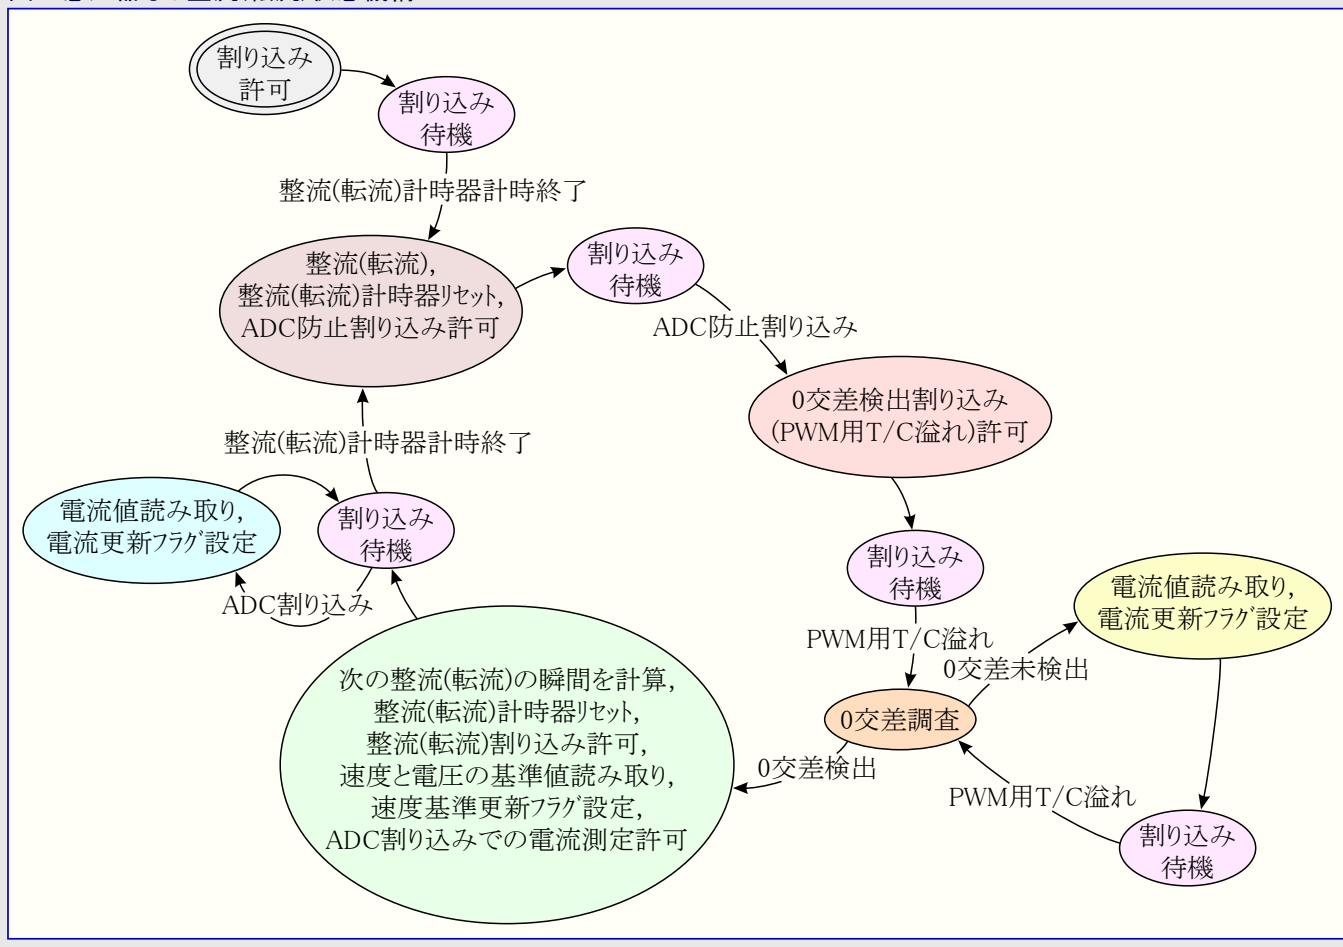 割り込み
許可
割り込み
待機
整流(転流)計時器計時終了
整流(転流),
整流(転流)計時器ﾘｾｯﾄ,
ADC防止割り込み許可
割り込み
待機
ADC防止割り込み
0交差検出割り込み
(PWM用T/C溢れ)許可
整流(転流)計時器計時終了
電流値読み取り,
電流更新ﾌﾗｸﾞ設定
割り込み
待機
ADC割り込み
割り込み
待機
PWM用T/C溢れ
0交差未検出
電流値読み取り,
電流更新ﾌﾗｸﾞ設定
0交差調査
0交差検出
次の整流(転流)の瞬間を計算,
整流(転流)計時器ﾘｾｯﾄ,
整流(転流)割り込み許可,
速度と電圧の基準値読み取り,
速度基準更新ﾌﾗｸﾞ設定,
ADC割り込みでの電流測定許可
PWM用T/C溢れ
割り込み
待機